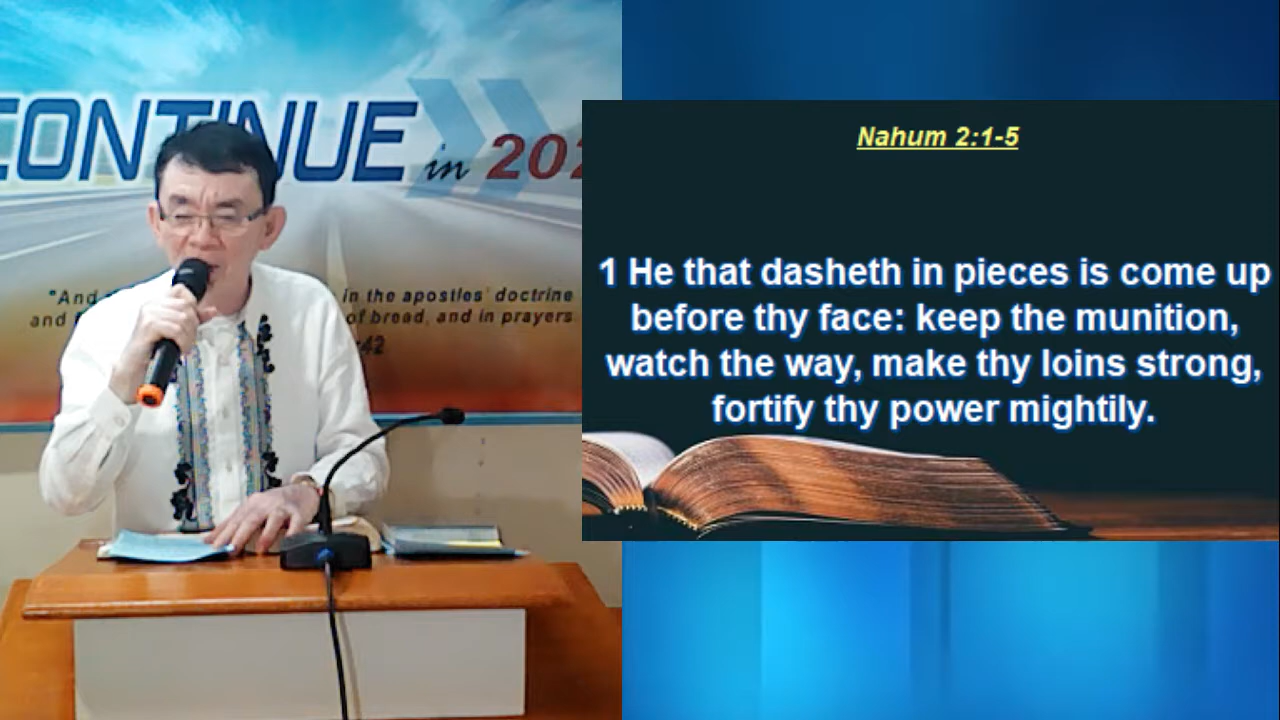 CONTINUE
in 202
"And in the apostles' doctrine
and of bread, and in prayers
42
Nahum 2:1-5
1 He that dasheth in pieces is come up
before thy face: keep the munition,
watch the way, make thy loins strong,
fortify thy power mightily.